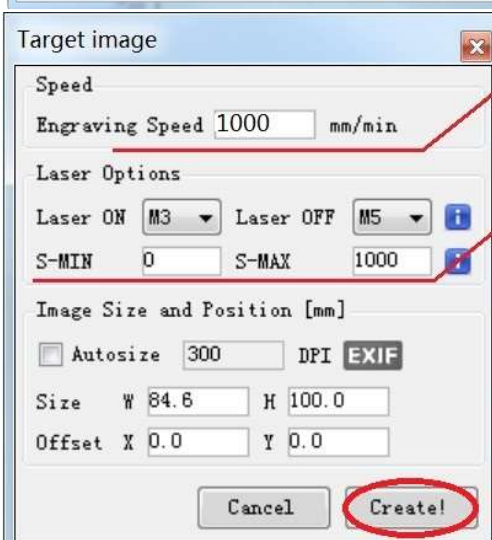 Target image
Speed
Engraving Speed 1000 mm/min
Laser Options
Laser ON M3 Laser OFF M5 i
S-MIN 0 S-MAX 1000 i
Image Size and Position [mm]
Autosize 300 DPI EXIF
Size W 84.6 H 100.0
Offset X 0.0 Y 0.0
Cancel Create!